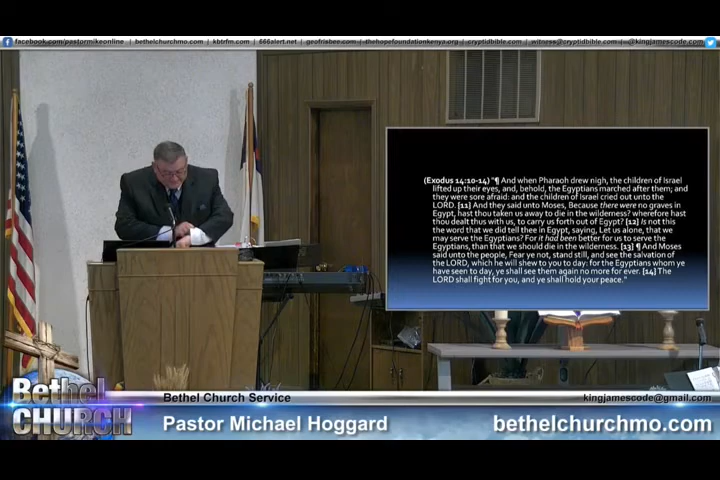 facebook.com/pastormikeonline | bethelchurchmo.com | kbtrfm.com | 666alert.net | geofrisbee.com | thehopefoundationkenya.org | cryptidbible.com | witness@cryptidbible.com | @kingjamescode.com
(Exodus 14:10-14) "¶ And when Pharaoh drew nigh, the children of Israel
lifted up their eyes, and, behold, the Egyptians marched after them; and
they were sore afraid: and the children of Israel cried out unto the
LORD. [11] And they said unto Moses, Because there were no graves in
Egypt, hast thou taken us away to die in the wilderness? wherefore hast
thou dealt thus with us, to carry us forth out of Egypt? [12] Is not this
the word that we did tell thee in Egypt, saying, Let us alone, that we
may serve the Egyptians? For it had been better for us to serve the
Egyptians, than that we should die in the wilderness. [13] ¶ And Moses
said unto the people, Fear ye not, stand still, and see the salvation of
the LORD, which he will shew to you to day: for the Egyptians whom ye
have seen to day, ye shall see them again no more for ever. [14] The
LORD shall fight for you, and ye shall hold your peace."
Bethel
CHURCH
Bethel Church Service
kingjamescode@gmail.com
Pastor Michael Hoggard
bethelchurchmo.com